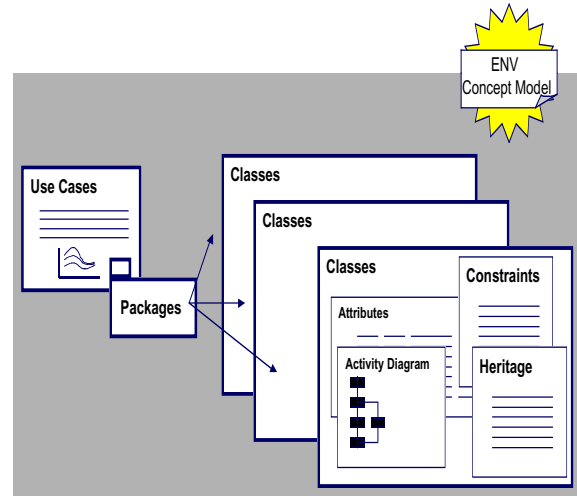 ENV
Concept Model
Use Cases
Classes
Classes
Packages
Classes
Constraints
Attributes
Activity Diagram
Heritage